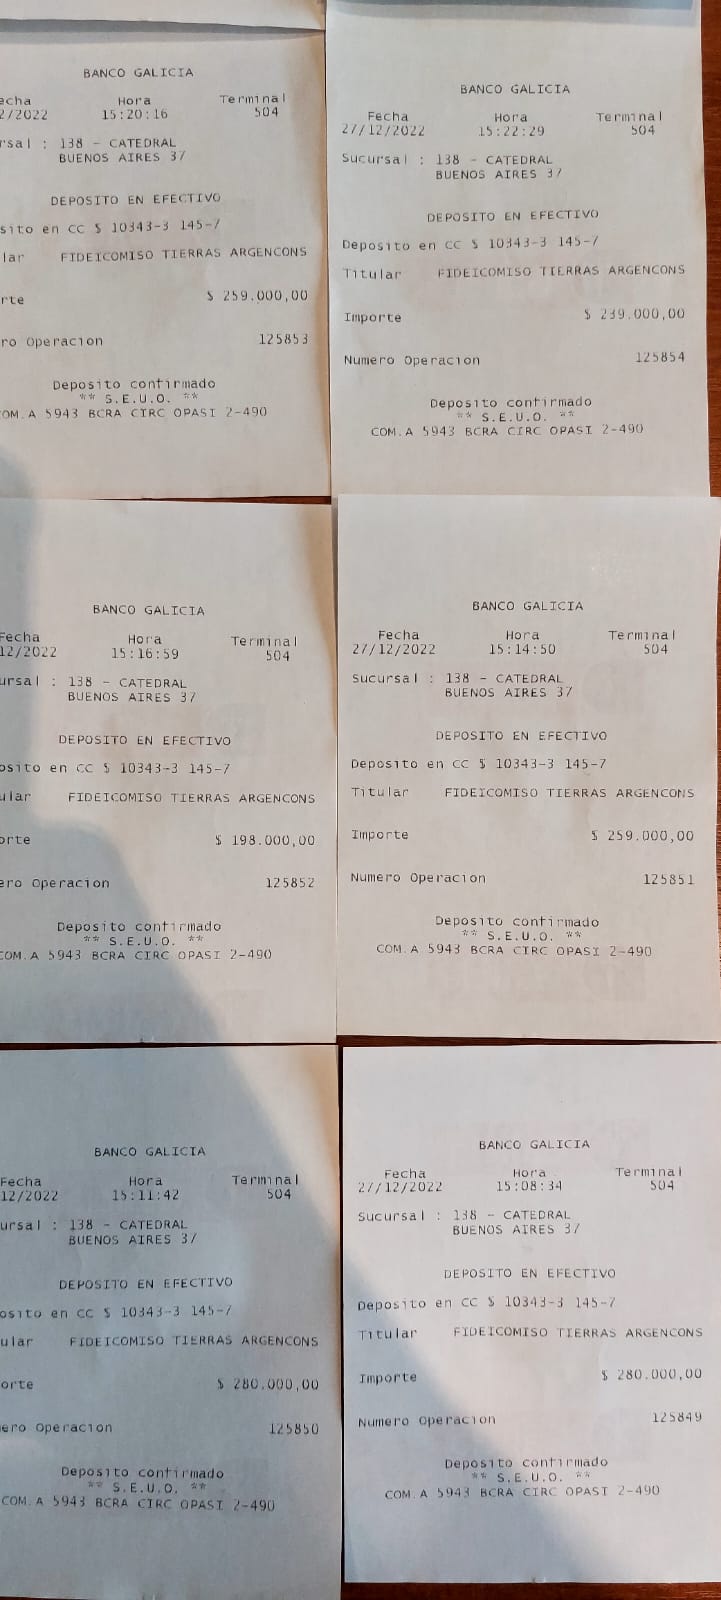 BANCO GALICIA
echa Hora Terminal
2/2022 15:20:16 504
rsal : 138 - CATEDRAL
BUENOS AIRES 37
DEPOSITO EN EFECTIVO
sito en CC $ 10343-3 145-7
lar FIDEICOMISO TIERRAS ARGENCONS
rte $ 259.000,00
ro Operacion 125853
Deposito confirmado
** S.E.U.O. **
COM.A 5943 BCRA CIRC OPASI 2-490
BANCO GALICIA
Fecha Hora Terminal
27/12/2022 15:22:29 504
Sucursal : 138 - CATEDRAL
BUENOS AIRES 37
DEPOSITO EN EFECTIVO
Deposito en CC $ 10343-3 145-7
Titular FIDEICOMISO TIERRAS ARGENCONS
Importe $ 239.000,00
Numero Operacion 125854
Deposito confirmado
** S.E.U.O. **
COM.A 5943 BCRA CIRC OPASI 2-490
BANCO GALICIA
Fecha Hora Terminal
12/2022 15:16:59 504
ursal : 138 - CATEDRAL
BUENOS AIRES 37
DEPOSITO EN EFECTIVO
osito en CC $ 10343-3 145-7
ular FIDEICOMISO TIERRAS ARGENCONS
orte $ 198.000,00
ero Operacion 125852
Deposito confirmado
** S.E.U.O. **
COM.A 5943 BCRA CIRC OPASI 2-490
BANCO GALICIA
Fecha Hora Terminal
27/12/2022 15:14:50 504
Sucursal : 138 - CATEDRAL
BUENOS AIRES 37
DEPOSITO EN EFECTIVO
Deposito en CC $ 10343-3 145-7
Titular FIDEICOMISO TIERRAS ARGENCONS
Importe $ 259.000,00
Numero Operacion 125851
Deposito confirmado
** S.E.U.O. **
COM.A 5943 BCRA CIRC OPASI 2-490
BANCO GALICIA
Fecha Hora Terminal
12/2022 15:11:42 504
ursal : 138 - CATEDRAL
BUENOS AIRES 37
DEPOSITO EN EFECTIVO
osito en CC $ 10343-3 145-7
ular FIDEICOMISO TIERRAS ARGENCONS
orte $ 280.000,00
ero Operacion 125850
Deposito confirmado
** S.E.U.O. **
COM.A 5943 BCRA CIRC OPASI 2-490
BANCO GALICIA
Fecha Hora Terminal
27/12/2022 15:08:34 504
Sucursal : 138 - CATEDRAL
BUENOS AIRES 37
DEPOSITO EN EFECTIVO
Deposito en CC $ 10343-3 145-7
Titular FIDEICOMISO TIERRAS ARGENCONS
Importe $ 280.000,00
Numero Operacion 125849
Deposito confirmado
** S.E.U.O. **
COM.A 5943 BCRA CIRC OPASI 2-490